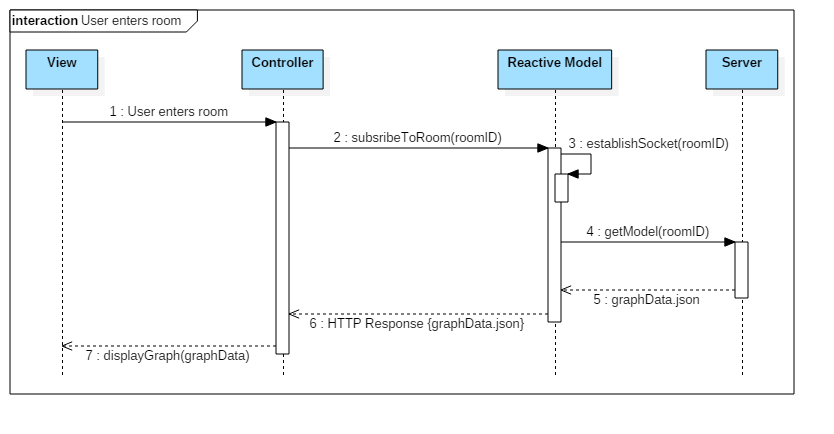 interaction User enters room
View
Controller
Reactive Model
Server
1 : User enters room
2 : subsribeToRoom(roomID)
3 : establishSocket(roomID)
4 : getModel(roomID)
5 : graphData.json
6 : HTTP Response {graphData.json}
7 : displayGraph(graphData)